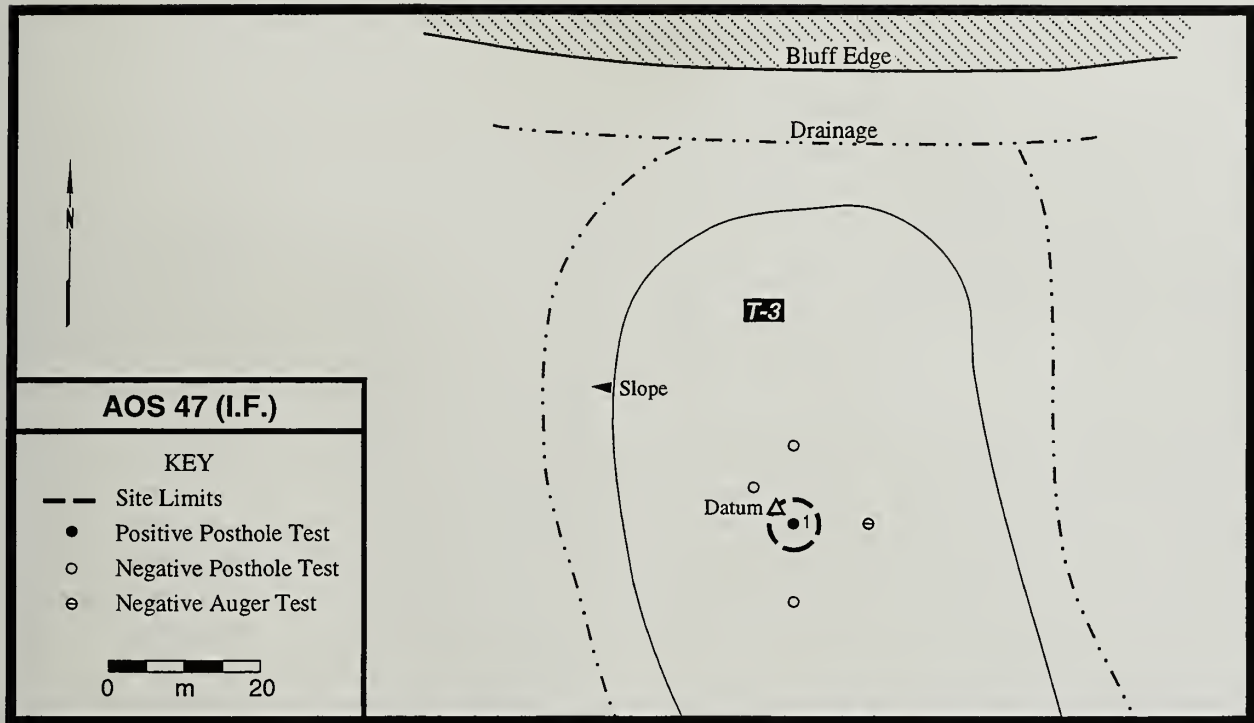 Bluff Edge
Drainage
N
T-3
Slope
Datum
1
AOS 47 (I.F.)
KEY
Site Limits
Positive Posthole Test
Negative Posthole Test
Negative Auger Test
0 m 20